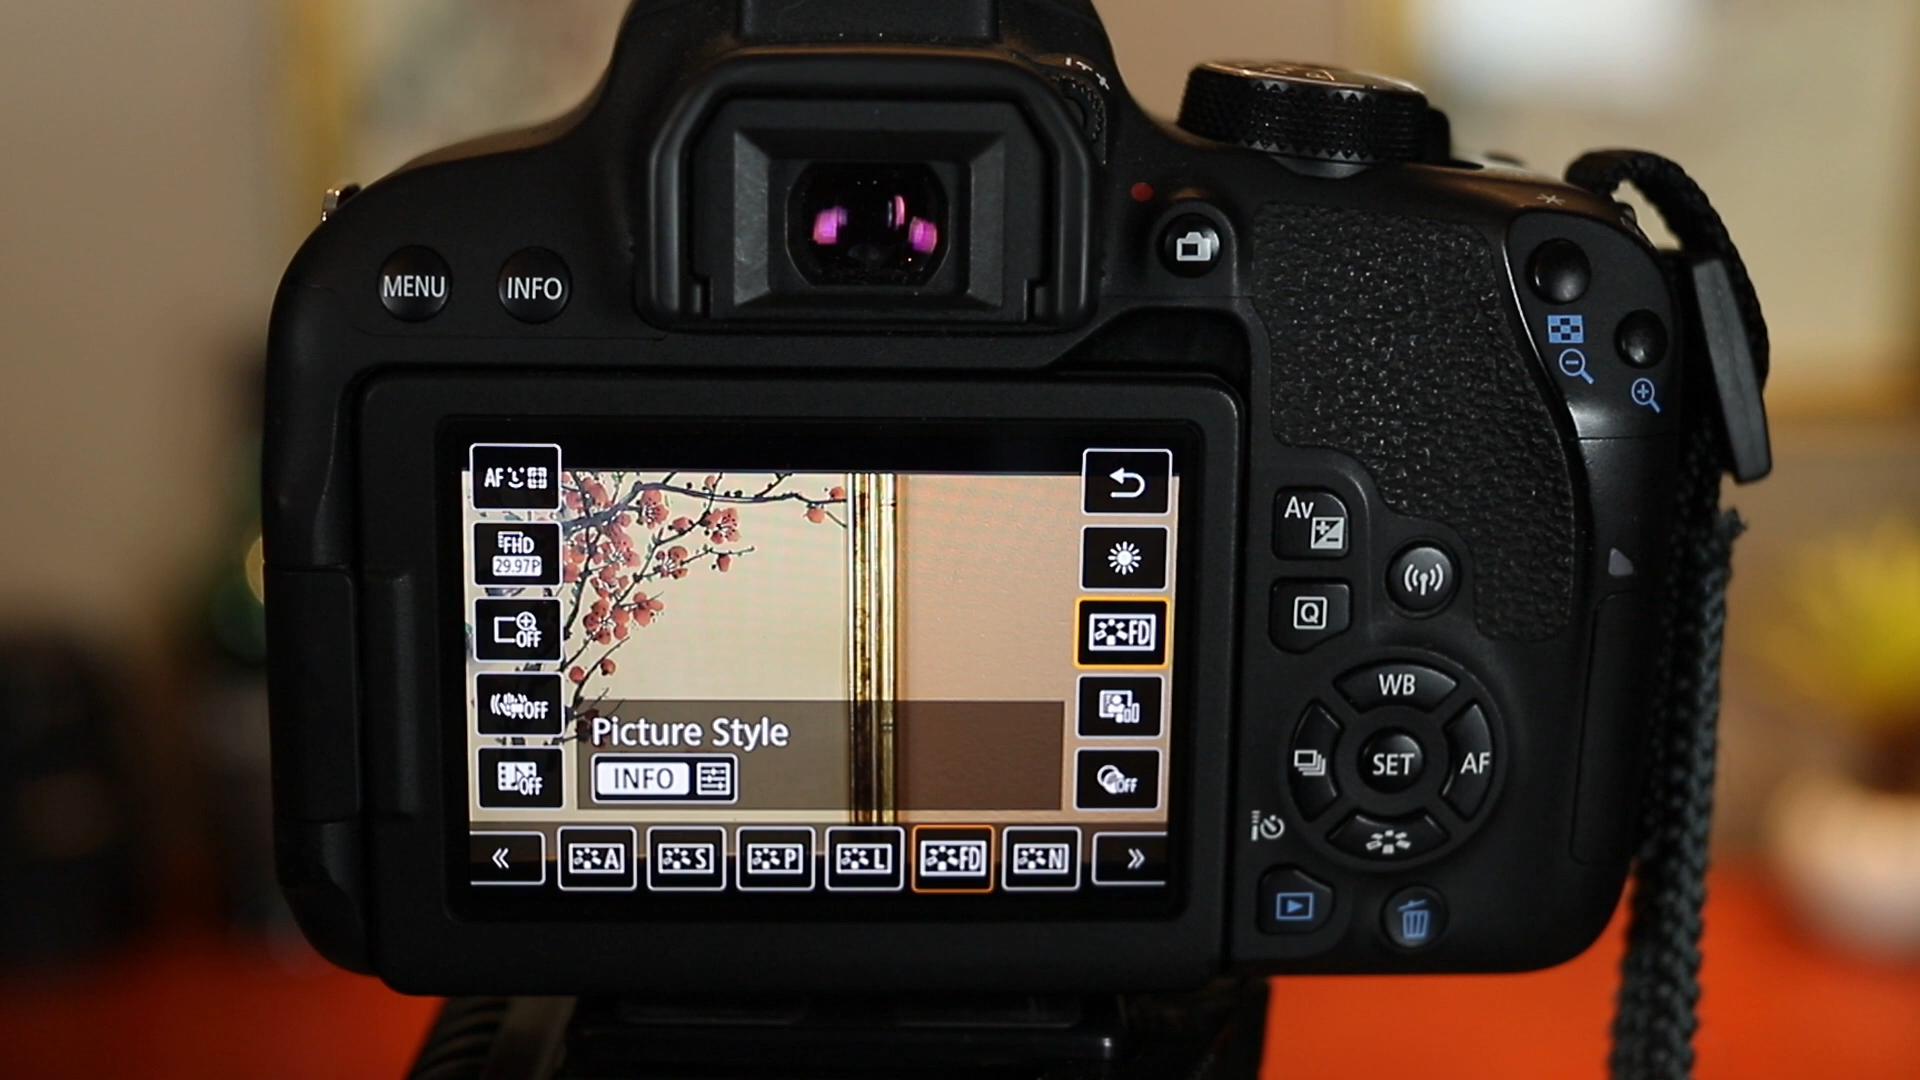 MENU
INFO
AF
FHD
29.97P
OFF
OFF
OFF
FD
OFF
Picture Style
INFO
A
S
P
L
FD
N
Av
Q
WB
SET
AF